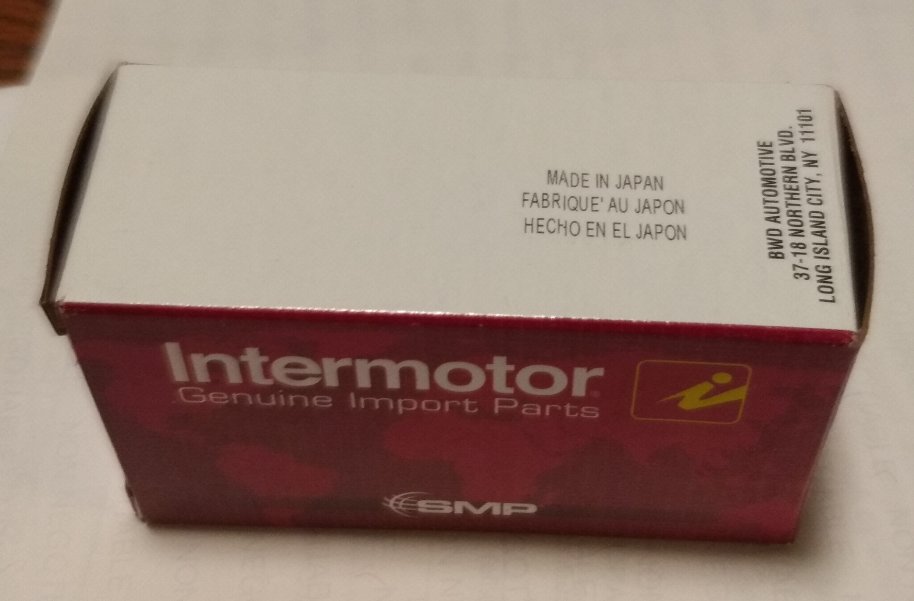 MADE IN JAPAN
FABRIQUE' AU JAPON
HECHO EN EL JAPON
BWD AUTOMOTIVE
37-18 NORTHERN BLVD.
LONG ISLAND CITY, NY 11101
Intermotor
Genuine Import Parts
SMP